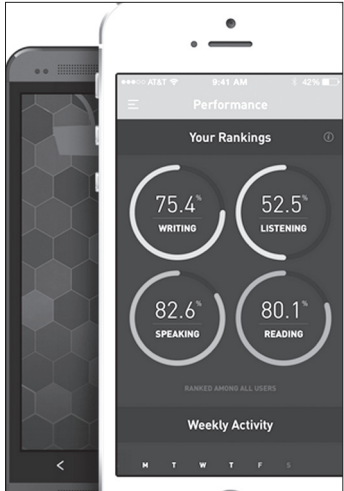 AT&T 9:41 AM 42%
Performance
Your Rankings
75.4%
WRITING
52.5%
LISTENING
82.6%
SPEAKING
80.1%
READING
RANKED AMONG ALL USERS
Weekly Activity
M T W T F S